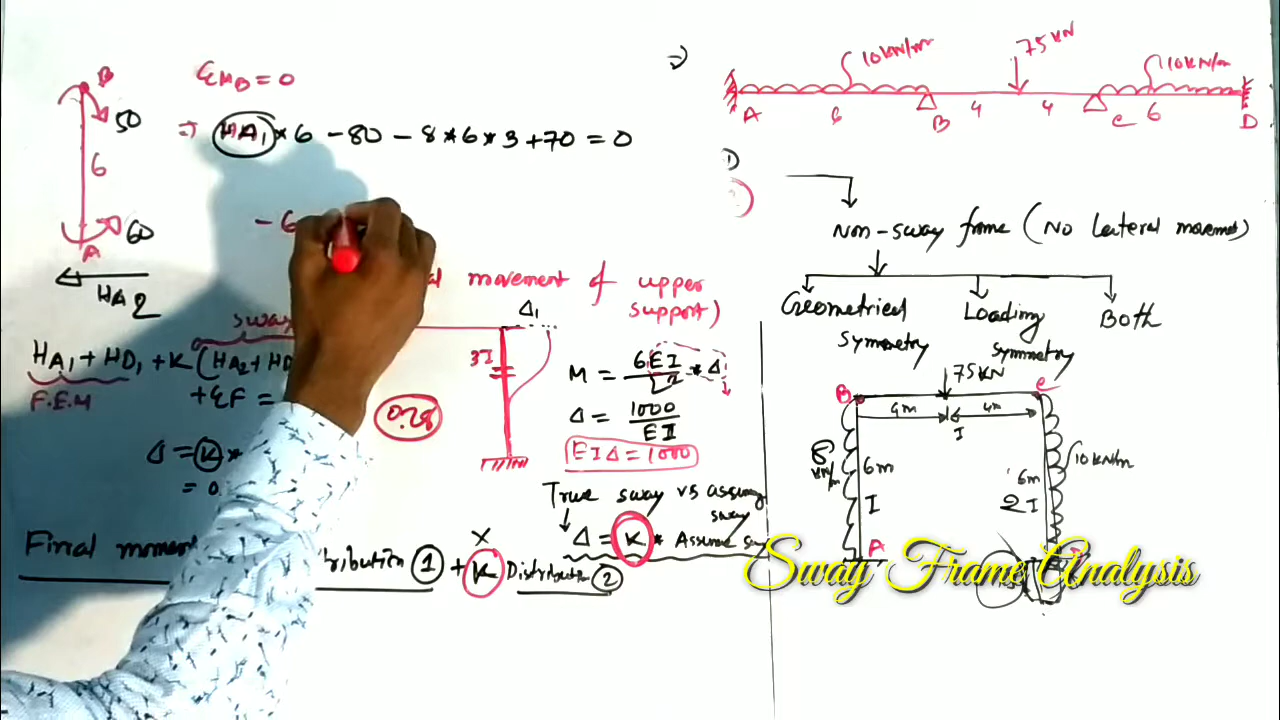 B
ΣMB = 0
50
⇒ HA1 * 6 - 80 - 8*6*3 + 70 = 0
6
60
A
HA2
- 6
movement of upper
support)
Δ1
sway
3I
HA1 + HD1 + K (HA2 + HD
F.E.M
+ΣF =
0.28
M = 6EI/L² * Δ
Δ = 1000/EI
EIΔ = 1000
Δ = K *
= 0
True sway vs assume
sway
Δ = K * Assume
Final moment
Distribution 1 + K Distribution 2
X
⇒
10 kN/m
75 kN
10 kN/m
A
6
B
4
4
C
6
D
1
2
Non-sway frame (No lateral movement)
Geometrical
Symmetry
Loading
Symmetry
Both
75 kN
B
C
4m
4m
I
8
kN/m
6m
I
A
10 kN/m
6m
2I
Sway Frame Analysis